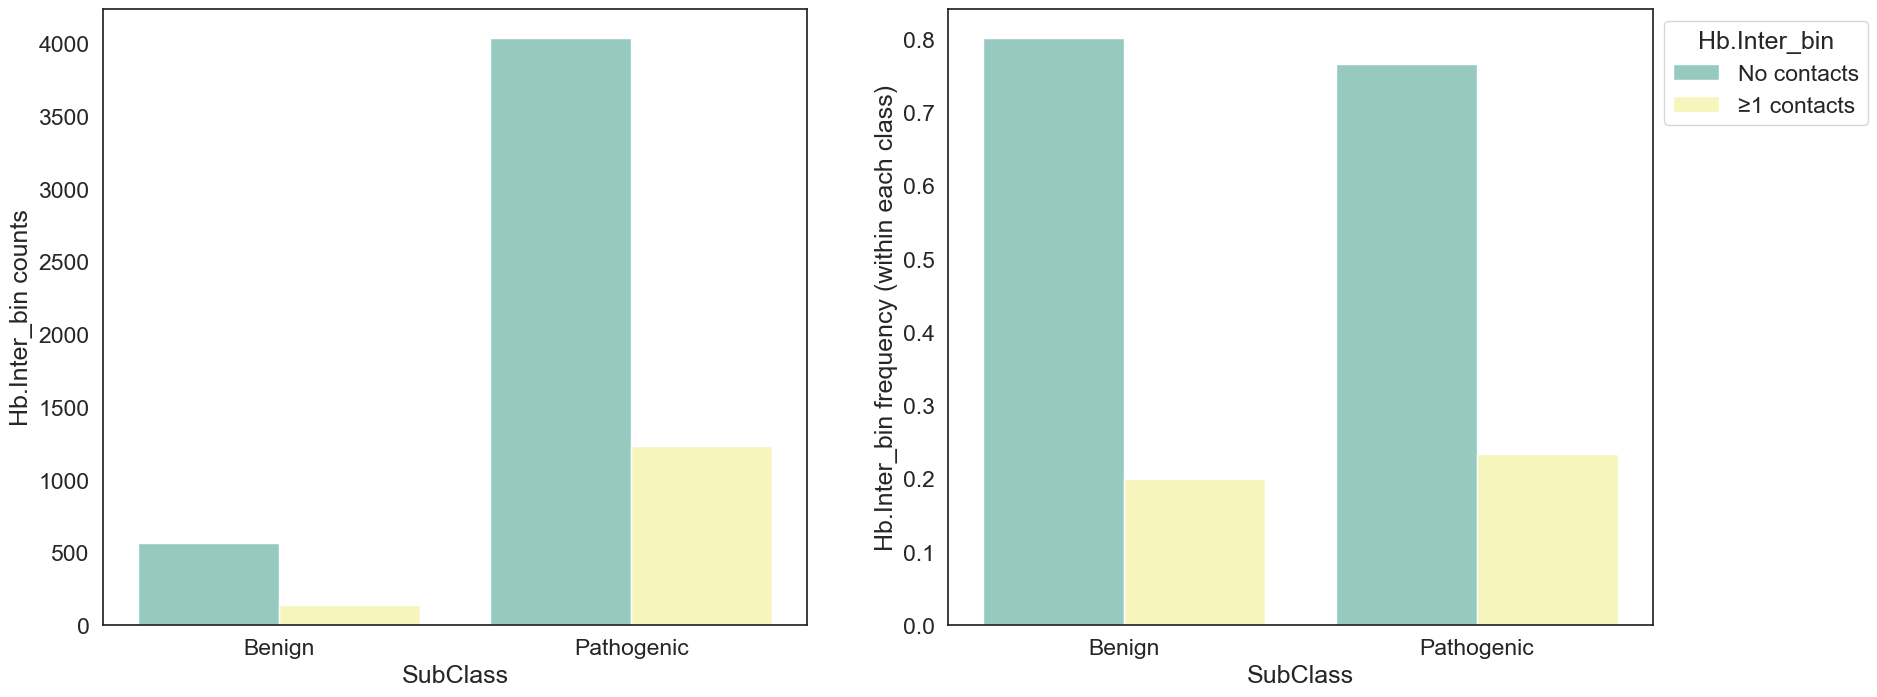 Hb.Inter_bin counts
4000
3500
3000
2500
2000
1500
1000
500
0
Benign
Pathogenic
SubClass
Hb.Inter_bin frequency (within each class)
0.8
0.7
0.6
0.5
0.4
0.3
0.2
0.1
0.0
Benign
Pathogenic
SubClass
Hb.Inter_bin
No contacts
≥1 contacts